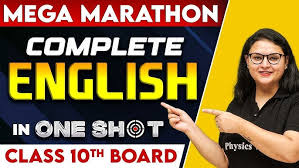 MEGA MARATHON
COMPLETE
ENGLISH
IN ONE SHOT
CLASS 10TH BOARD
Physics